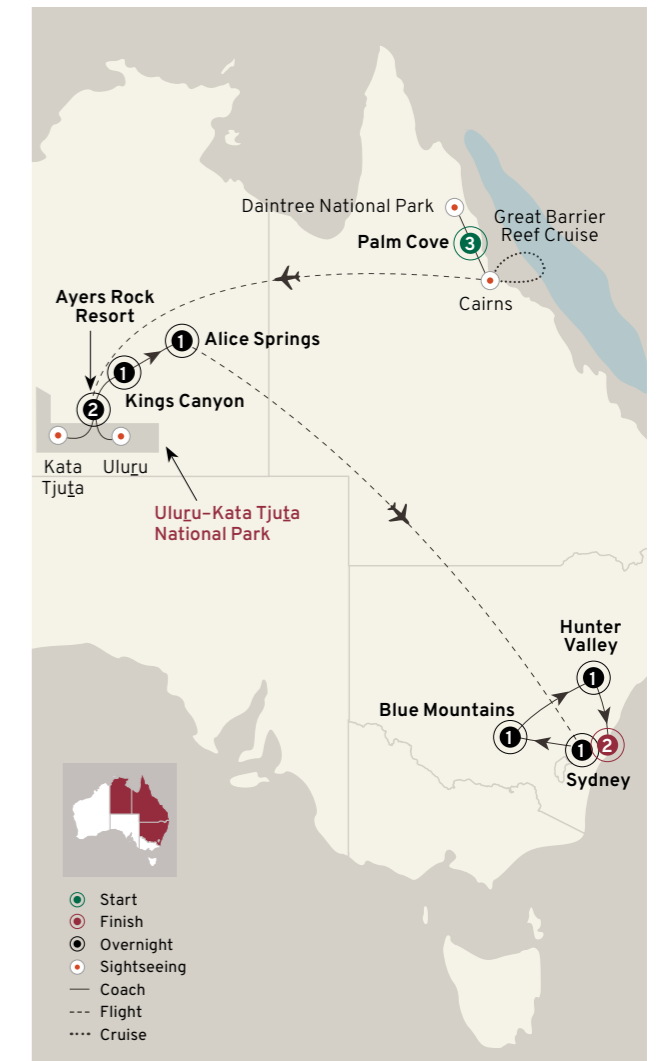 Daintree National Park
Great Barrier
Reef Cruise
Palm Cove
3
Cairns
Ayers Rock
Resort
1
Alice Springs
1
Kings Canyon
2
Kata
Tjuṯa
Uluṟu
Uluṟu–Kata Tjuṯa
National Park
Hunter
Valley
1
Blue Mountains
1
1
2
Sydney
Start
Finish
Overnight
Sightseeing
Coach
Flight
Cruise